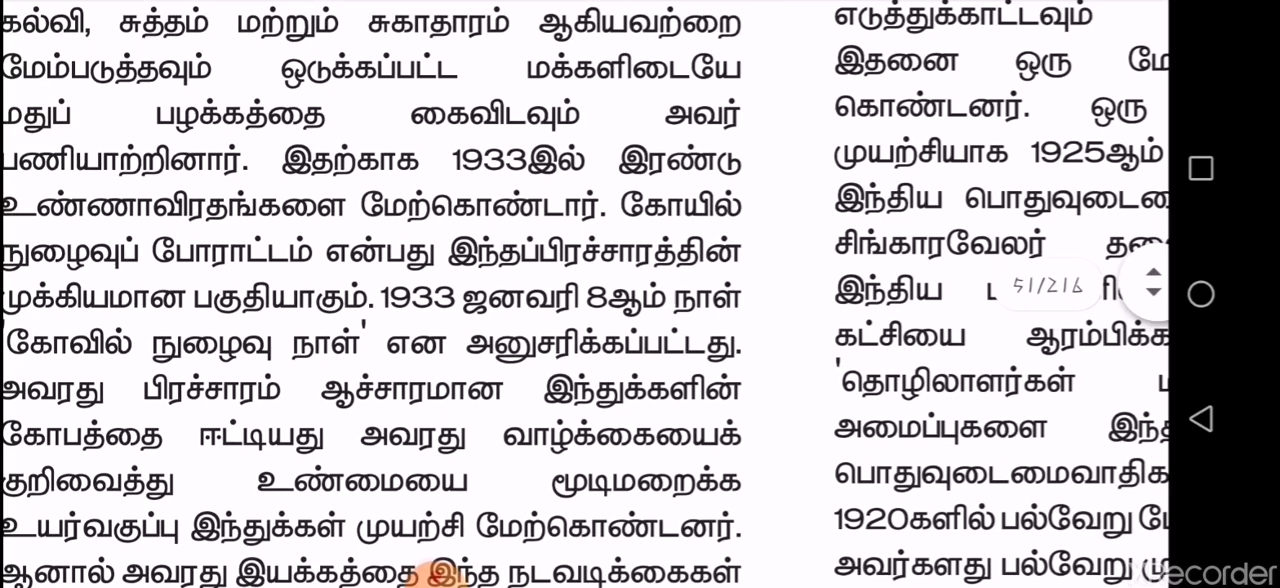 கல்வி, சுத்தம் மற்றும் சுகாதாரம் ஆகியவற்றை
மேம்படுத்தவும் ஒடுக்கப்பட்ட மக்களிடையே
மதுப் பழக்கத்தை கைவிடவும் அவர்
பணியாற்றினார். இதற்காக 1933இல் இரண்டு
உண்ணாவிரதங்களை மேற்கொண்டார். கோயில்
நுழைவுப் போராட்டம் என்பது இந்தப்பிரச்சாரத்தின்
முக்கியமான பகுதியாகும். 1933 ஜனவரி 8ஆம் நாள்
'கோவில் நுழைவு நாள்' என அனுசரிக்கப்பட்டது.
அவரது பிரச்சாரம் ஆச்சாரமான இந்துக்களின்
கோபத்தை ஈட்டியது அவரது வாழ்க்கையைக்
குறிவைத்து உண்மையை மூடிமறைக்க
உயர்வகுப்பு இந்துக்கள் முயற்சி மேற்கொண்டனர்.
ஆனால் அவரது இயக்கத்தை இந்த நடவடிக்கைகள்
எடுத்துக்காட்டவும்
இதனை ஒரு
கொண்டனர். ஒரு
முயற்சியாக 1925ஆம்
இந்திய
சிங்காரவேலர்
இந்திய
கட்சியை
'தொழிலாளர்கள்
அமைப்புகளை
பொதுவுடைமைவாதிக
1920களில் பல்வேறு
அவர்களது பல்வேறு
51/216